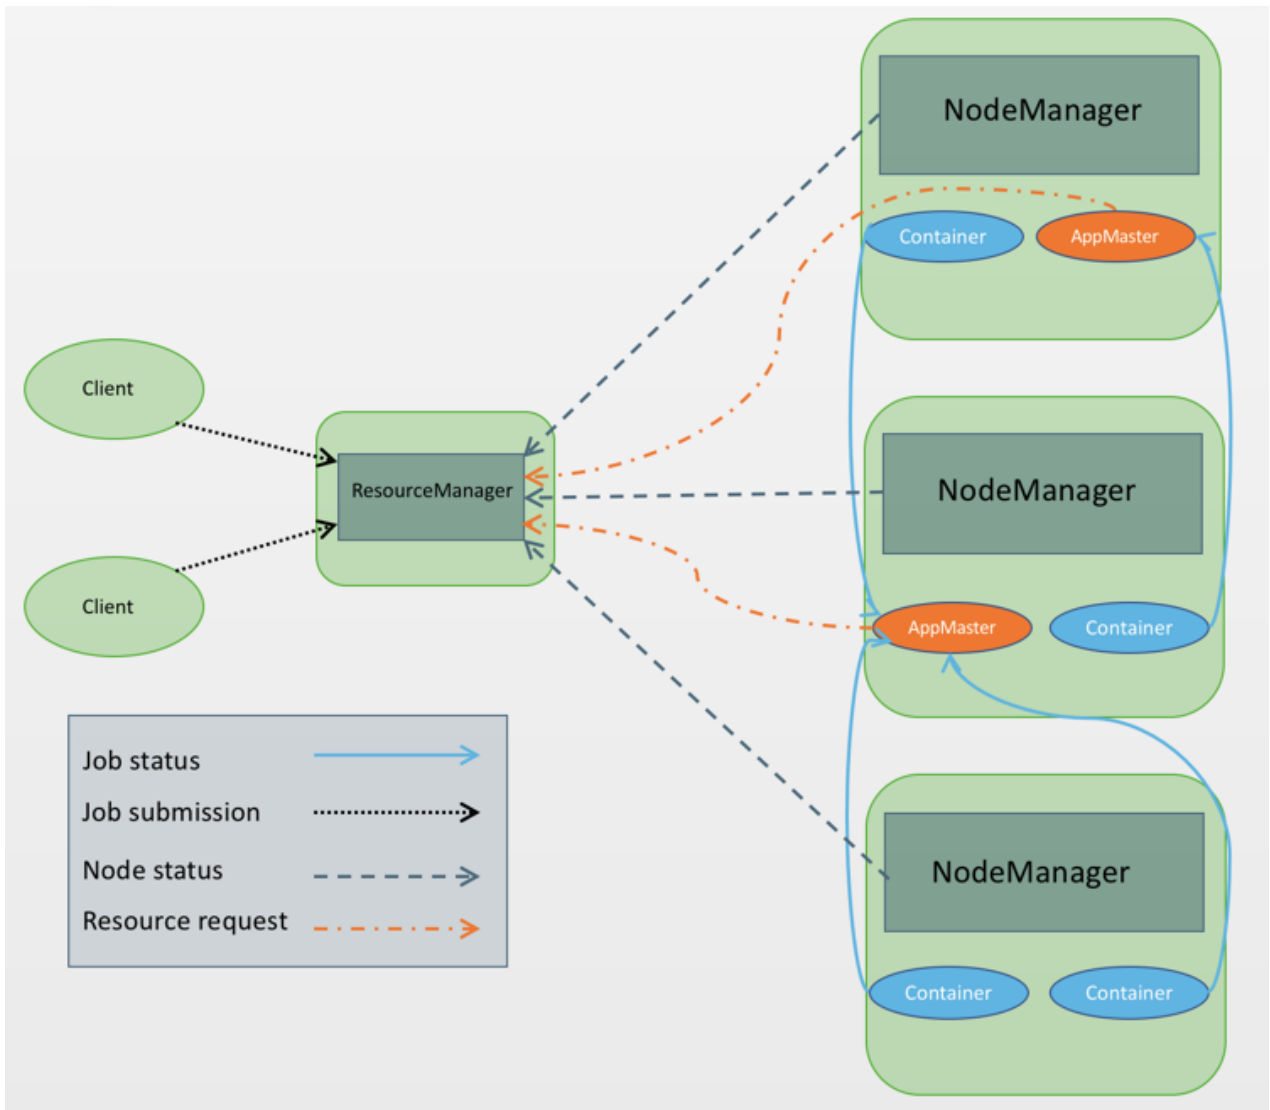 NodeManager
Container
AppMaster
Client
ResourceManager
NodeManager
Client
AppMaster
Container
Job status
Job submission
Node status
Resource request
NodeManager
Container
Container